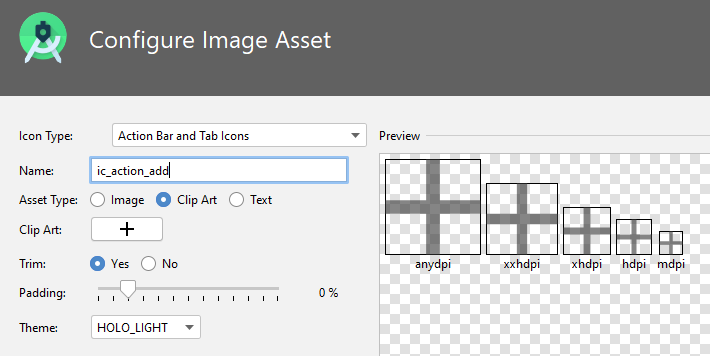 Configure Image Asset
Icon Type: Action Bar and Tab Icons
Preview
Name: ic_action_add
Asset Type: Image Clip Art Text
Clip Art:
Trim: Yes No
Padding: 0 %
Theme: HOLO_LIGHT
anydpi xxhdpi xhdpi hdpi mdpi